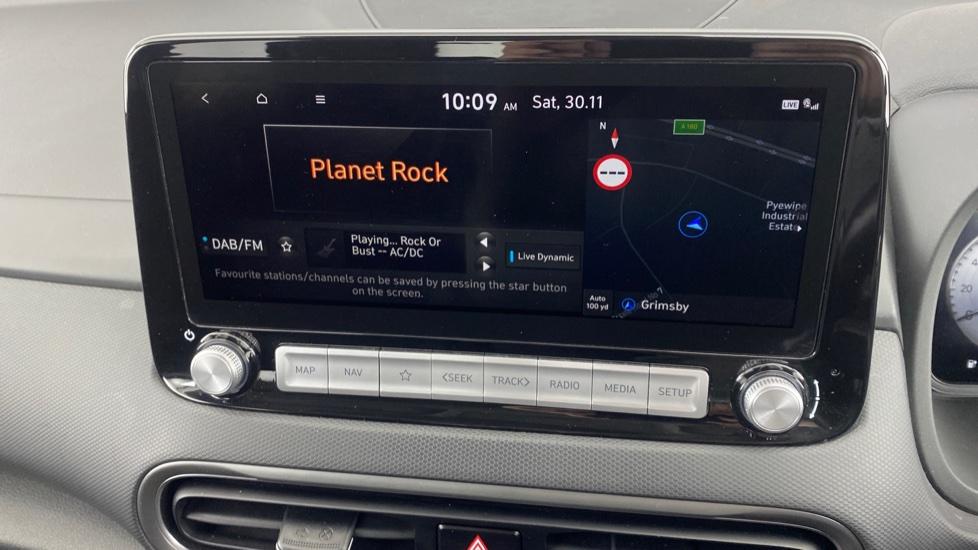 10:09 AM Sat, 30.11
LIVE
Planet Rock
DAB/FM
Playing... Rock Or
Bust -- AC/DC
Live Dynamic
Favourite stations/channels can be saved by pressing the star button
on the screen.
N
A 180
Pyewipe
Industrial
Estate
Auto
100 yd
Grimsby
MAP
NAV
<SEEK
TRACK>
RADIO
MEDIA
SETUP
20